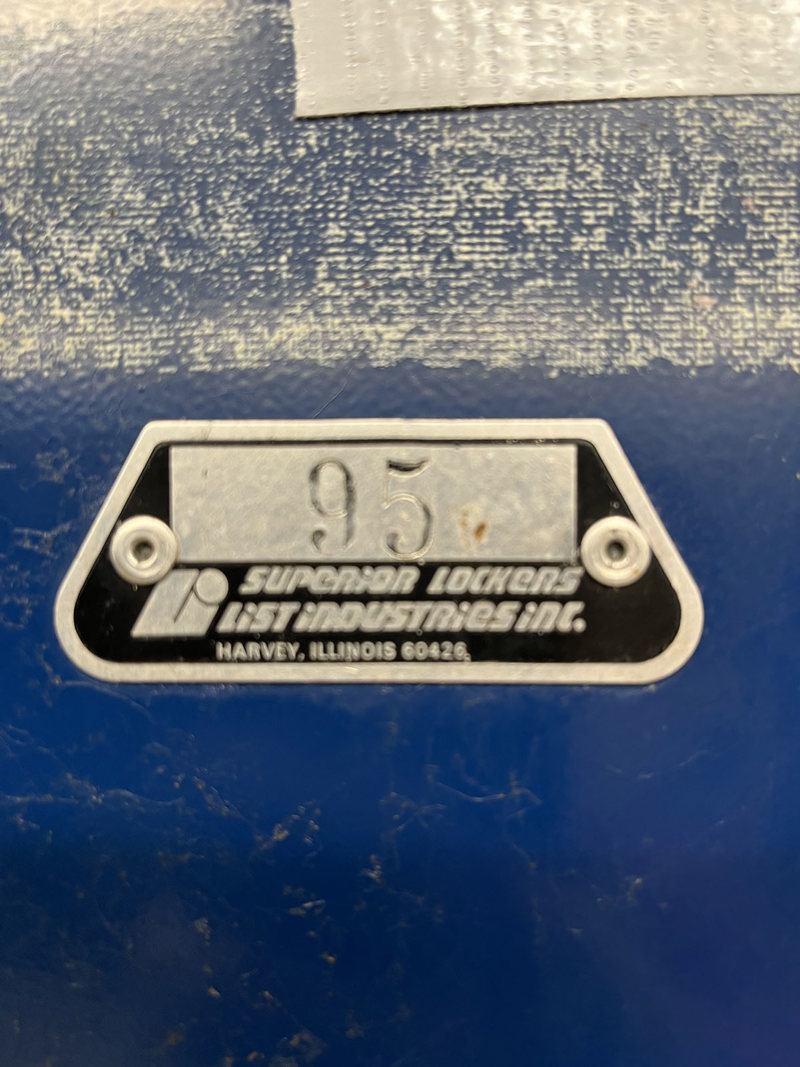 95
SUPERIOR LOCKERS
LIST INDUSTRIES INC.
HARVEY, ILLINOIS 60426